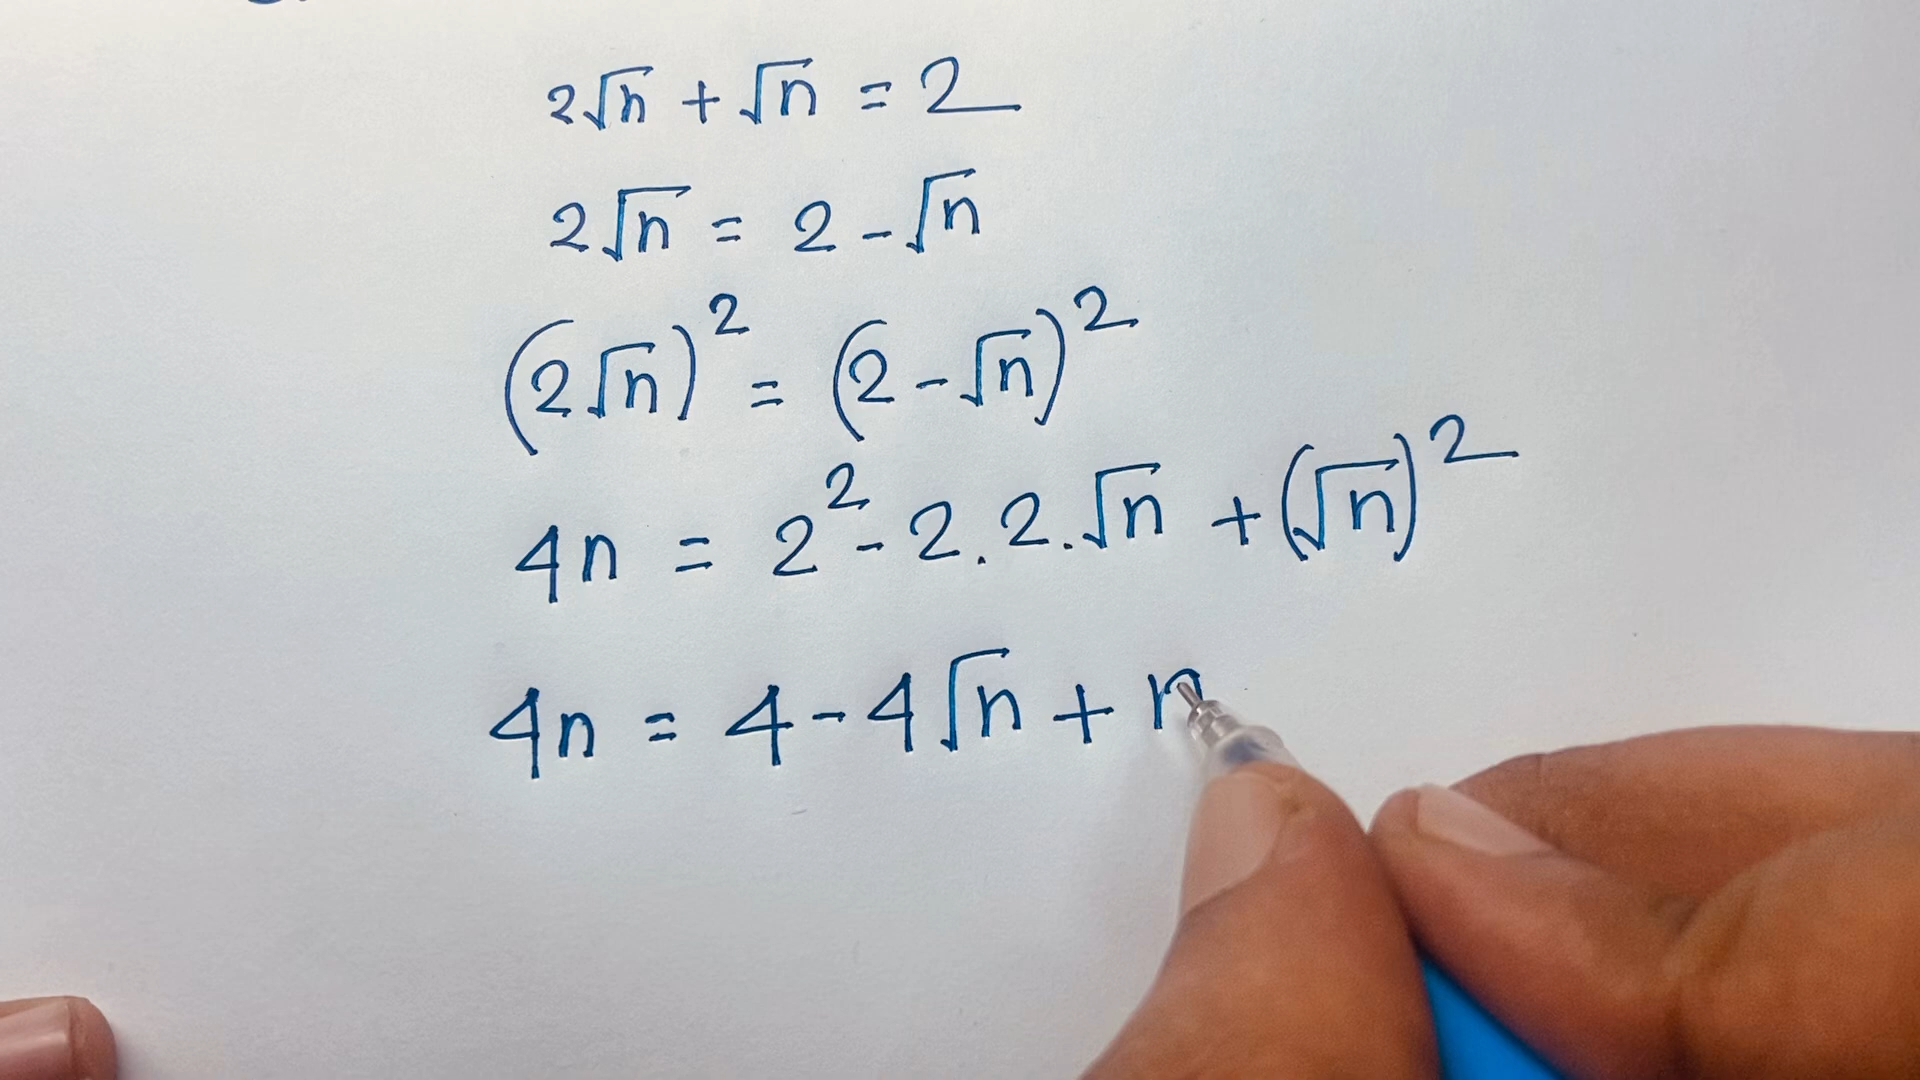 2√n + √n = 2
2√n = 2 - √n
(2√n)² = (2 - √n)²
4n = 2² - 2.2.√n + (√n)²
4n = 4 - 4√n + n